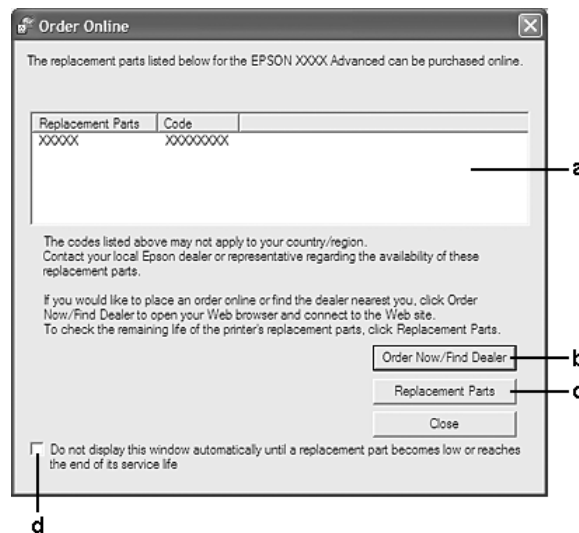 Order Online
The replacement parts listed below for the EPSON XXXX Advanced can be purchased online.
Replacement Parts Code
XXXXX XXXXXXXX
a
The codes listed above may not apply to your country/region.
Contact your local Epson dealer or representative regarding the availability of these
replacement parts.
If you would like to place an order online or find the dealer nearest you, click Order
Now/Find Dealer to open your Web browser and connect to the Web site.
To check the remaining life of the printer's replacement parts, click Replacement Parts.
Order Now/Find Dealer
b
Replacement Parts
Close
Do not display this window automatically until a replacement part becomes low or reaches
the end of its service life
d